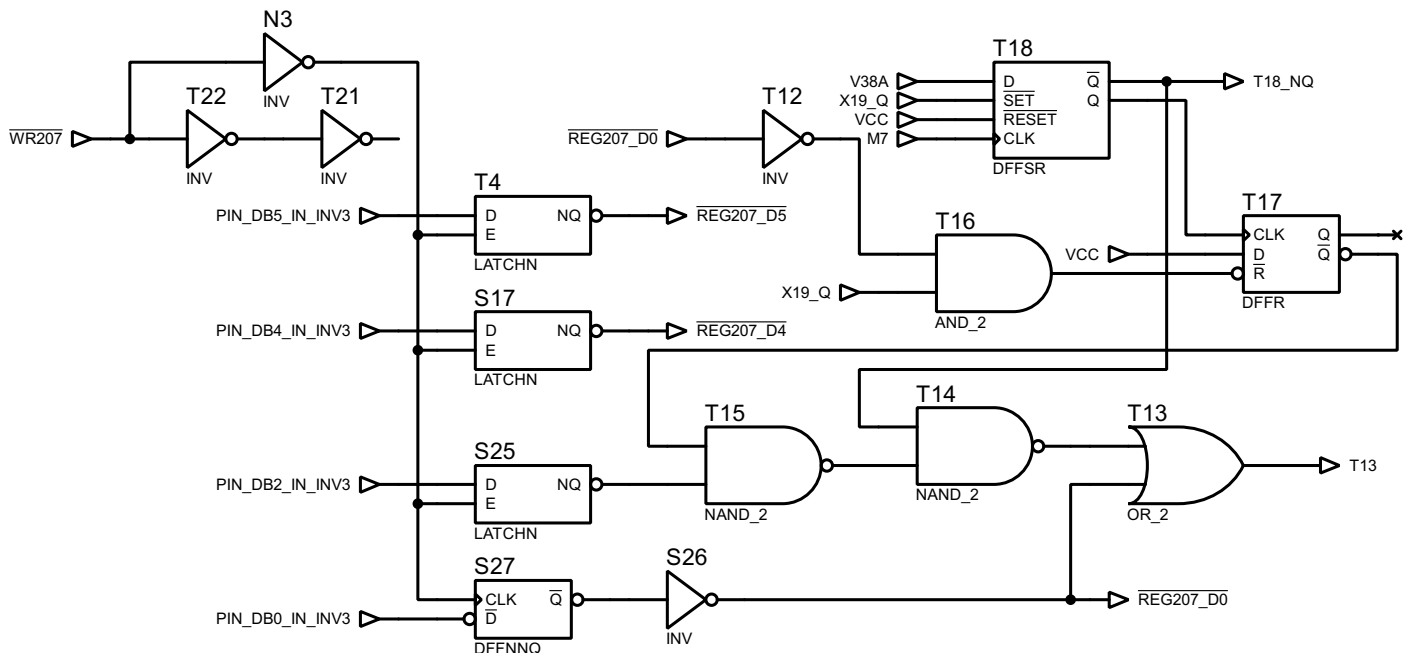 N3
INV
T22
INV
T21
INV
WR207
T12
INV
REG207_D0
T18
V38A
X19_Q
VCC
M7
D
SET
RESET
CLK
Q
Q
DFFSR
T18_NQ
PIN_DB5_IN_INV3
T4
D
E
NQ
LATCHN
REG207_D5
T16
AND_2
X19_Q
T17
VCC
CLK
D
R
Q
Q
DFFR
PIN_DB4_IN_INV3
S17
D
E
NQ
LATCHN
REG207_D4
T15
NAND_2
T14
NAND_2
T13
OR_2
T13
PIN_DB2_IN_INV3
S25
D
E
NQ
LATCHN
PIN_DB0_IN_INV3
S27
CLK
D
Q
DFFNNQ
S26
INV
REG207_D0